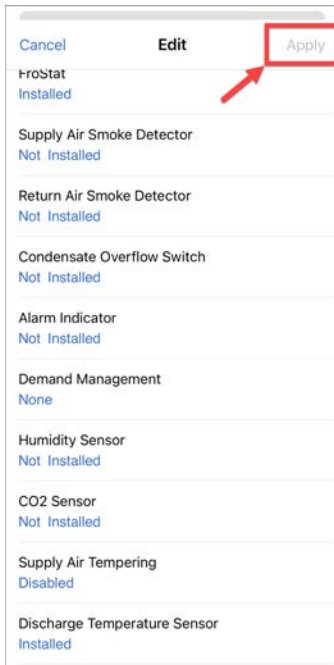 Cancel
Edit
Apply
FroStat
Installed
Supply Air Smoke Detector
Not Installed
Return Air Smoke Detector
Not Installed
Condensate Overflow Switch
Not Installed
Alarm Indicator
Not Installed
Demand Management
None
Humidity Sensor
Not Installed
CO2 Sensor
Not Installed
Supply Air Tempering
Disabled
Discharge Temperature Sensor
Installed